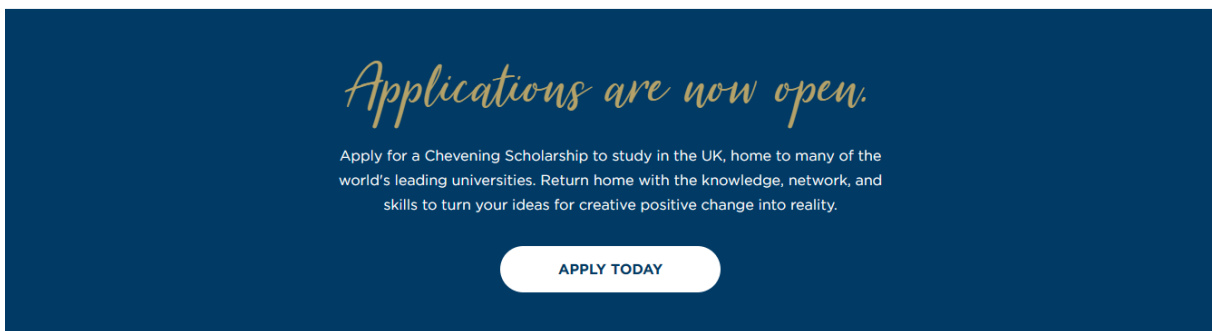 Applications are now open.
Apply for a Chevening Scholarship to study in the UK, home to many of the
world's leading universities. Return home with the knowledge, network, and
skills to turn your ideas for creative positive change into reality.
APPLY TODAY